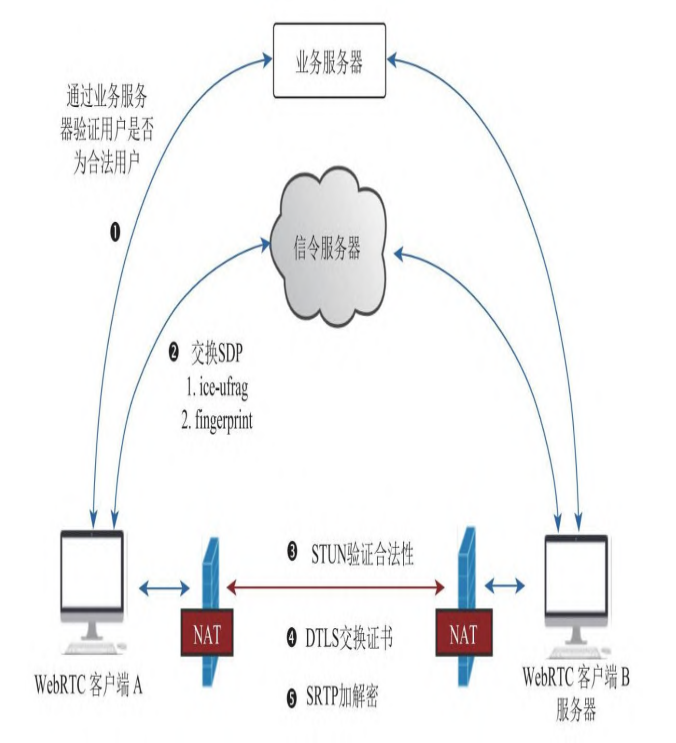 业务服务器
通过业务服务
器验证用户是否
为合法用户
❶
信令服务器
❷ 交换SDP
1. ice-ufrag
2. fingerprint
❸ STUN验证合法性
NAT
NAT
❹ DTLS交换证书
❺ SRTP加解密
WebRTC 客户端 A
WebRTC 客户端 B
服务器